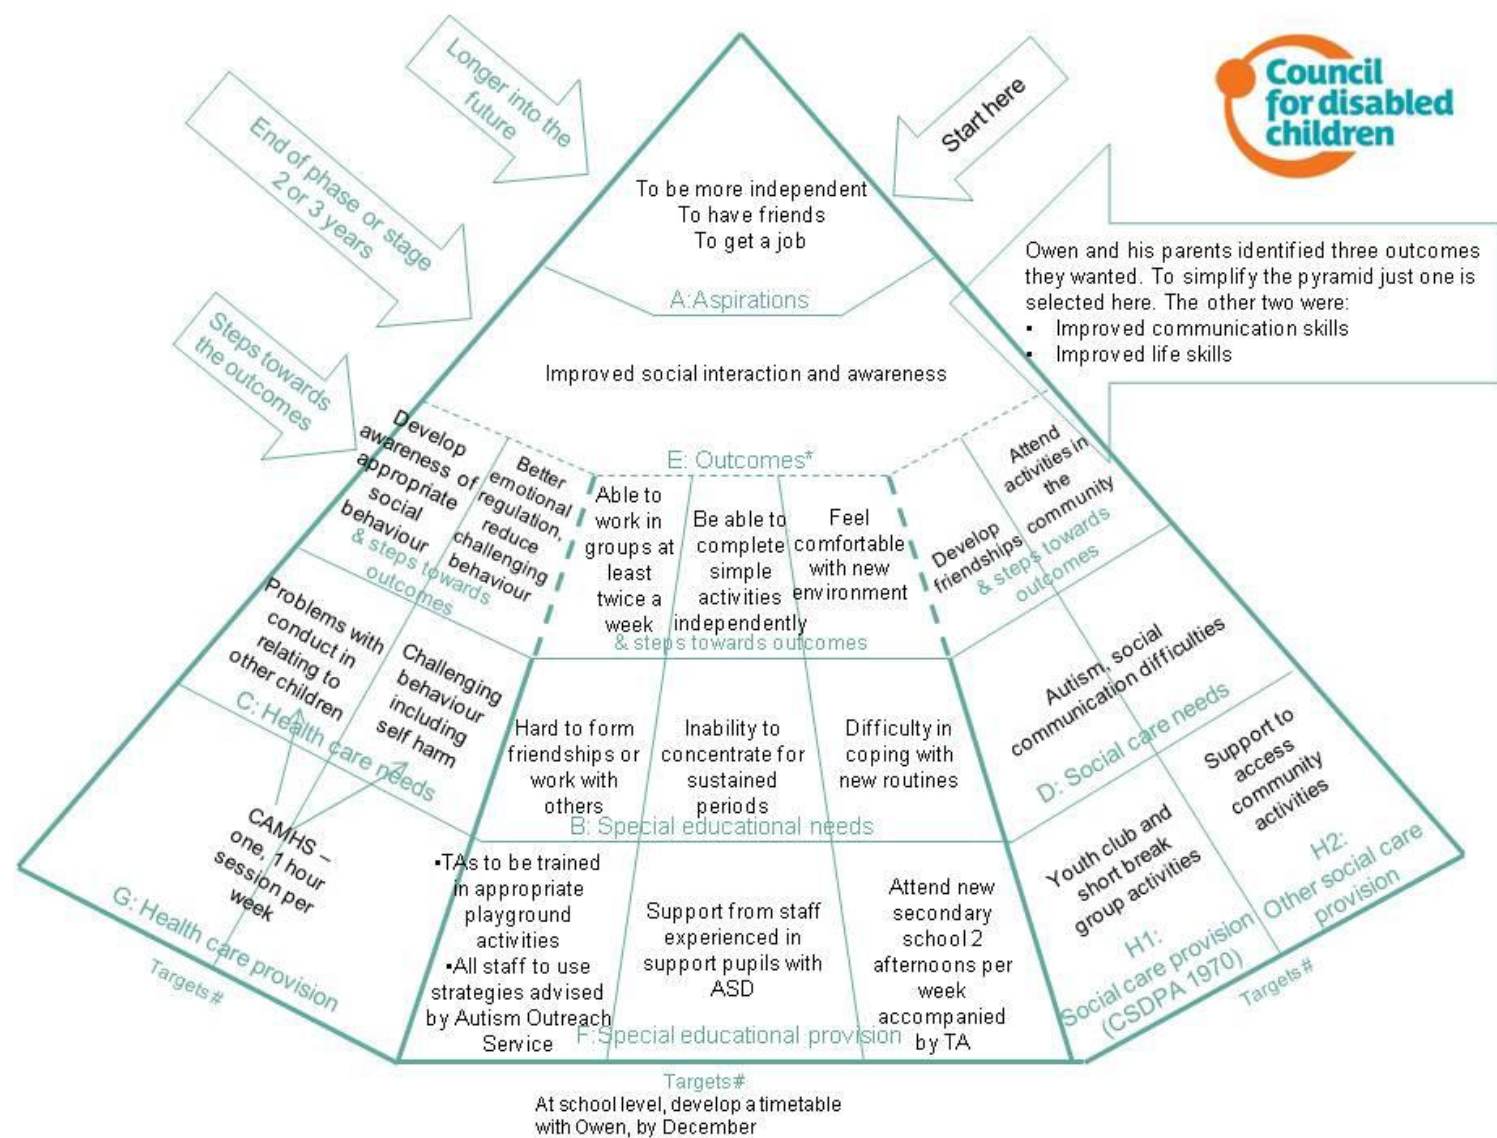 Council
for disabled
children
Longer into the
future
Start here
End of phase or stage
2 or 3 years
Steps towards
the outcomes
To be more independent
To have friends
To get a job
A:Aspirations
Owen and his parents identified three outcomes
they wanted. To simplify the pyramid just one is
selected here. The other two were:
▪ Improved communication skills
▪ Improved life skills
Improved social interaction and awareness
E: Outcomes*
Develop
awareness of
appropriate
social
behaviour
Better
emotional
regulation,
reduce
challenging
behaviour
& steps towards
outcomes
Able to
work in
groups at
least
twice a
week
Be able to
complete
simple
activities
independently
Feel
comfortable
with new
environment
& steps towards outcomes
Develop
friendships
Attend
activities in
the
community
& steps towards
outcomes
Problems with
conduct in
relating to
other children
Challenging
behaviour
including
self harm
C: Health care needs
Hard to form
friendships or
work with
others
Inability to
concentrate for
sustained
periods
Difficulty in
coping with
new routines
B: Special educational needs
Autism, social
communication difficulties
D: Social care needs
CAMHS –
one, 1 hour
session per
week
G: Health care provision
Targets#
▪TAs to be trained
in appropriate
playground
activities
▪All staff to use
strategies advised
by Autism Outreach
Service
Support from staff
experienced in
support pupils with
ASD
Attend new
secondary
school 2
afternoons per
week
accompanied
by TA
F:Special educational provision
Youth club and
short break
group activities
H1:
Social care provision
(CSDPA 1970)
Support to
access
community
activities
H2:
Other social care
provision
Targets#
Targets#
At school level, develop a timetable
with Owen, by December